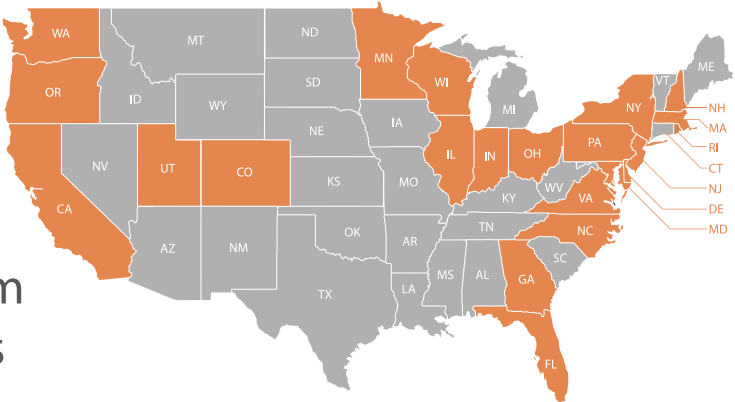 WA
MT
ND
MN
ME
VT
OR
ID
SD
WI
NY
NH
WY
MI
MA
NE
IA
PA
RI
NV
UT
CO
IL
IN
OH
CT
NJ
KS
MO
WV
VA
DE
CA
KY
MD
OK
TN
NC
AZ
NM
AR
SC
MS
AL
GA
TX
LA
FL
m
s